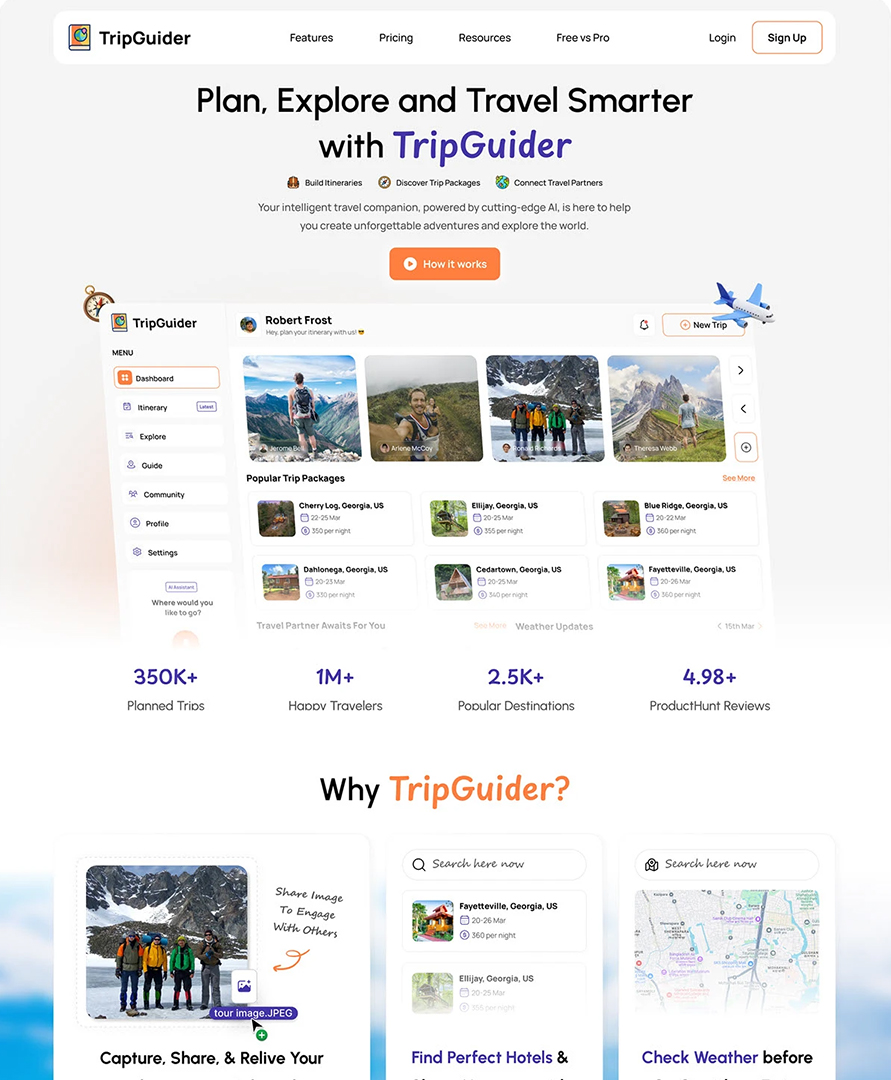 TripGuider
Features
Pricing
Resources
Free vs Pro
Login
Sign Up
Plan, Explore and Travel Smarter
with TripGuider
Build Itineraries
Discover Trip Packages
Connect Travel Partners
Your intelligent travel companion, powered by cutting-edge AI, is here to help
you create unforgettable adventures and explore the world.
How it works
TripGuider
Robert Frost
Hey, plan your itinerary with us!
New Trip
MENU
Dashboard
Itinerary
Latest
Explore
Guide
Community
Profile
Settings
AI Assistant
Where would you
like to go?
Jerome Bell
Arlene McCoy
Ronald Richards
Theresa Webb
Popular Trip Packages
See More
Cherry Log, Georgia, US
22-25 Mar
350 per night
Ellijay, Georgia, US
20-25 Mar
355 per night
Blue Ridge, Georgia, US
20-22 Mar
360 per night
Dahlonega, Georgia, US
20-23 Mar
330 per night
Cedartown, Georgia, US
20-25 Mar
340 per night
Fayetteville, Georgia, US
20-26 Mar
360 per night
Travel Partner Awaits For You
See More
Weather Updates
15th Mar
350K+
Planned Trips
1M+
Happy Travelers
2.5K+
Popular Destinations
4.98+
ProductHunt Reviews
Why TripGuider?
Share Image
To Engage
With Others
tour image.JPEG
Capture, Share, & Relive Your
Search here now
Fayetteville, Georgia, US
20-26 Mar
360 per night
Ellijay, Georgia, US
20-25 Mar
355 per night
Find Perfect Hotels &
Search here now
Check Weather before